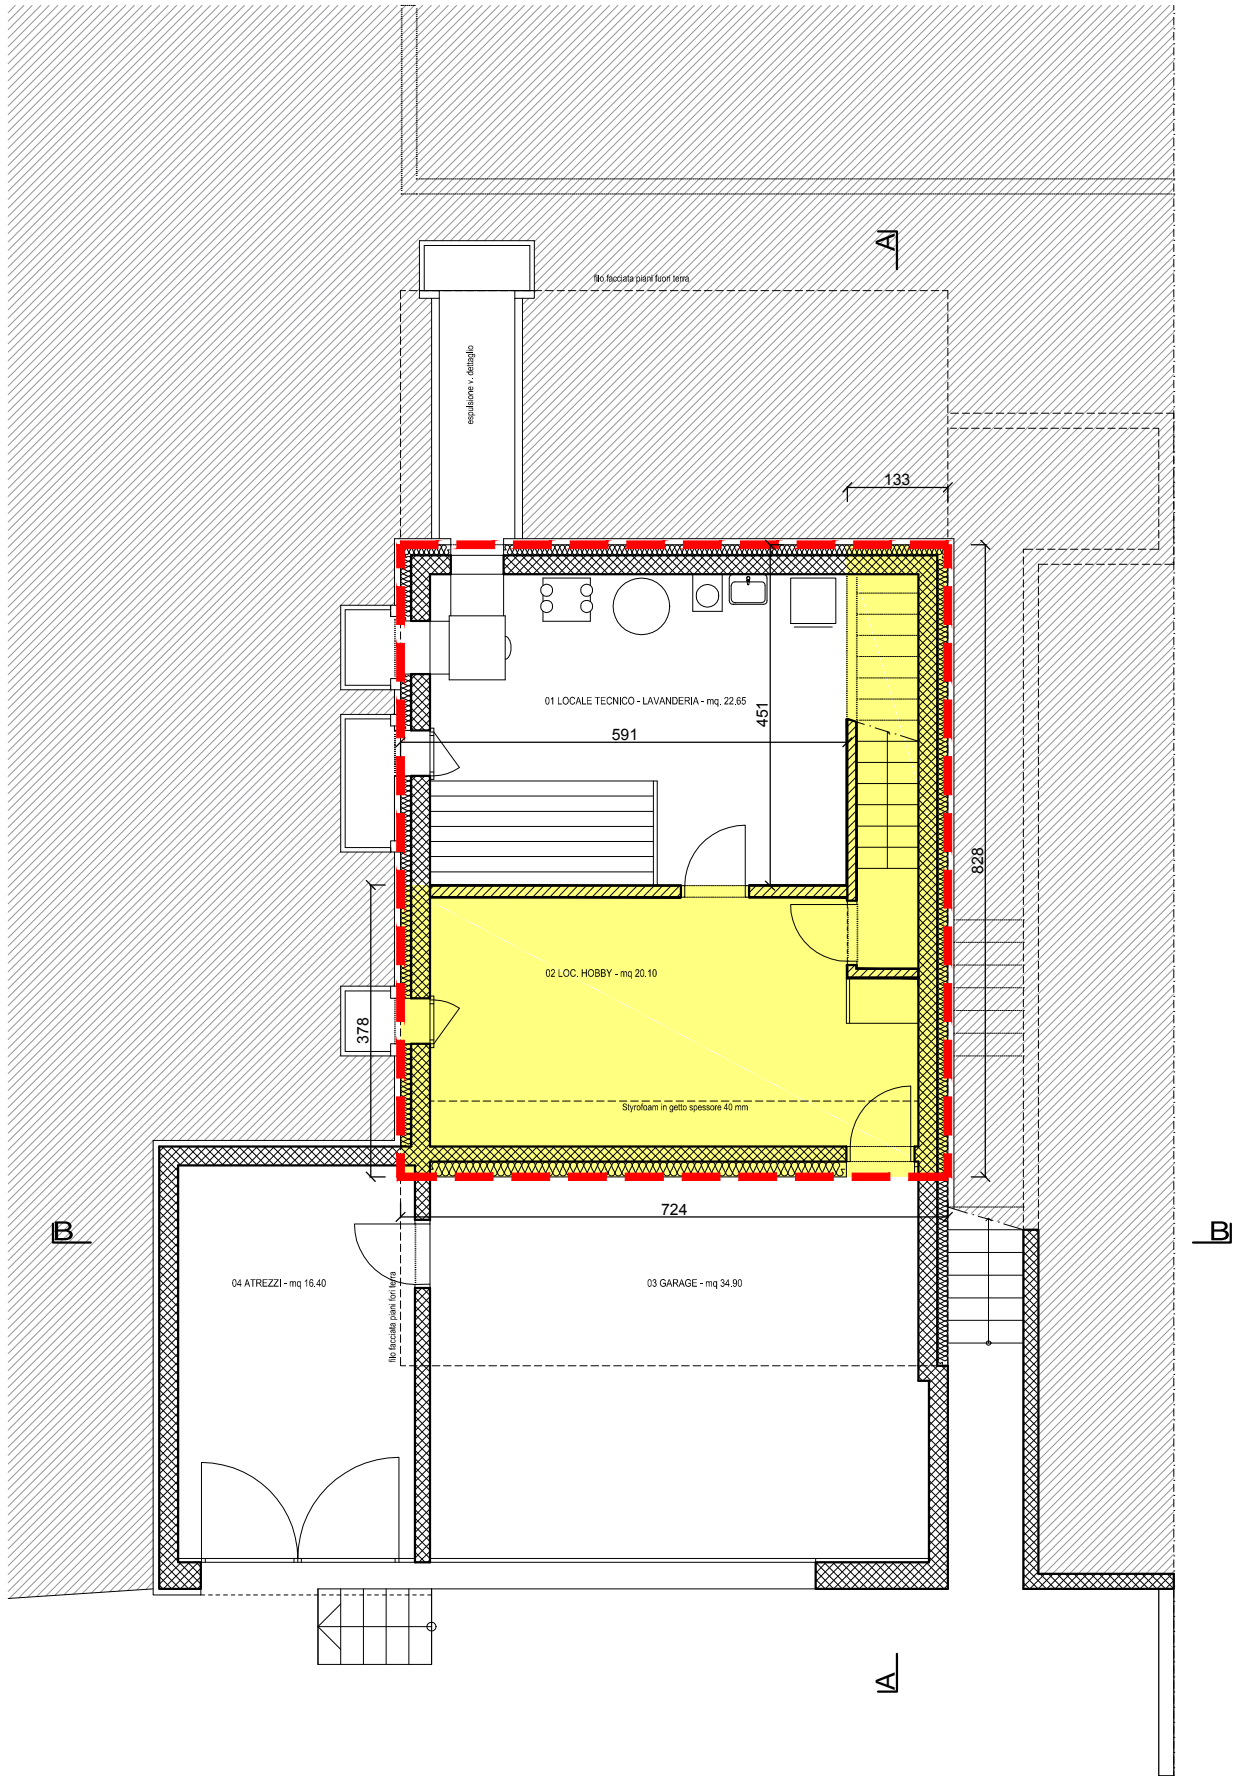 A
filo facciata piani fuori terra
espulsione v. dettaglio
133
01 LOCALE TECNICO - LAVANDERIA - mq. 22.65
451
591
828
02 LOC. HOBBY - mq 20.10
378
Styrofoam in getto spessore 40 mm
724
B
B
04 ATREZZI - mq 16.40
03 GARAGE - mq 34.90
filo facciata piani fori terra
A